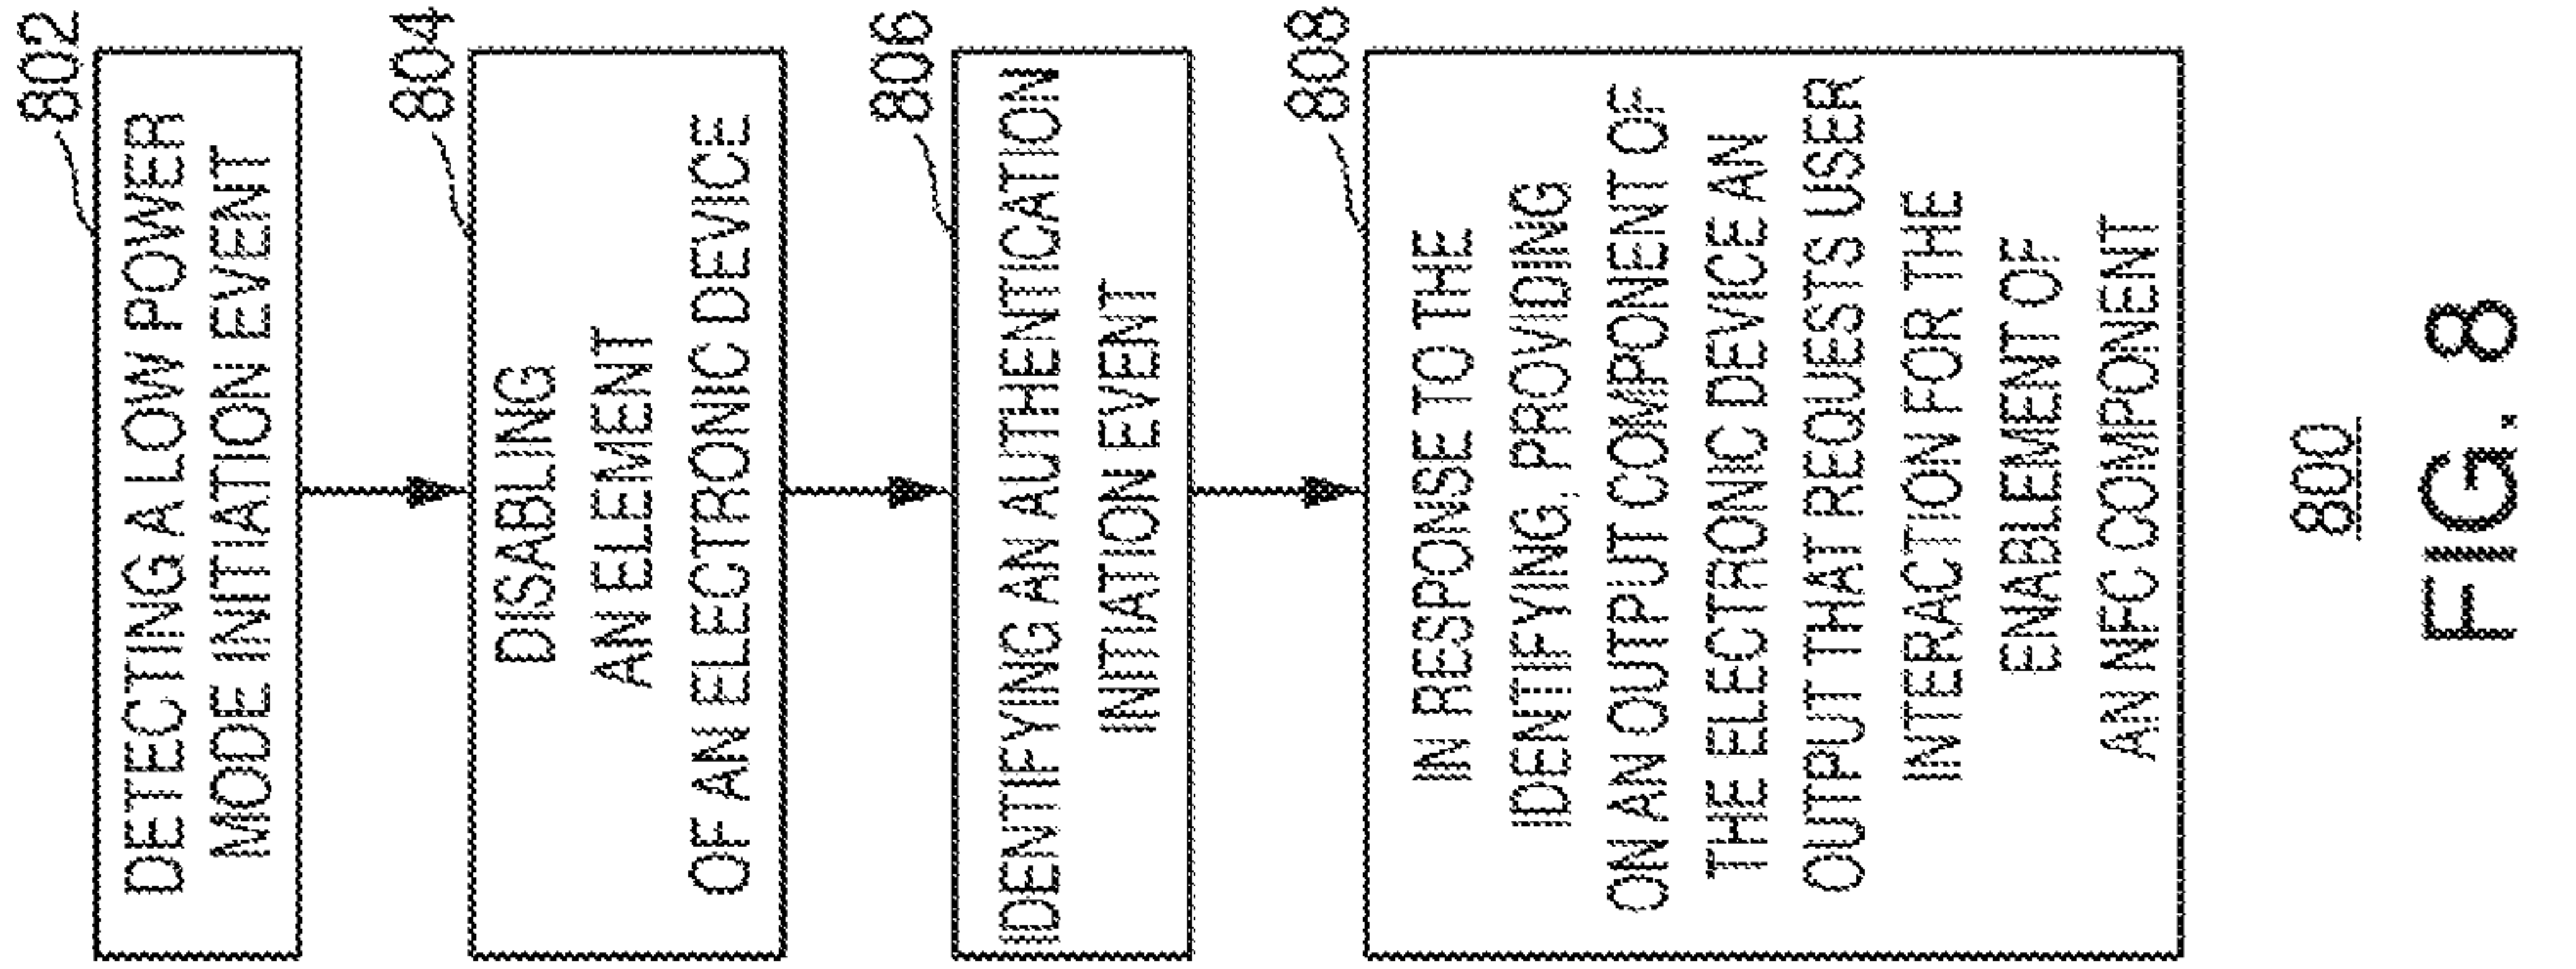 802
DETECTING A LOW POWER
MODE INITIATION EVENT
804
DISABLING
AN ELEMENT
OF AN ELECTRONIC DEVICE
806
IDENTIFYING AN AUTHENTICATION
INITIATION EVENT
808
IN RESPONSE TO THE
IDENTIFYING, PROVIDING
ON AN OUTPUT COMPONENT OF
THE ELECTRONIC DEVICE AN
OUTPUT THAT REQUESTS USER
INTERACTION FOR THE
ENABLEMENT OF
AN NFC COMPONENT
800
FIG. 8